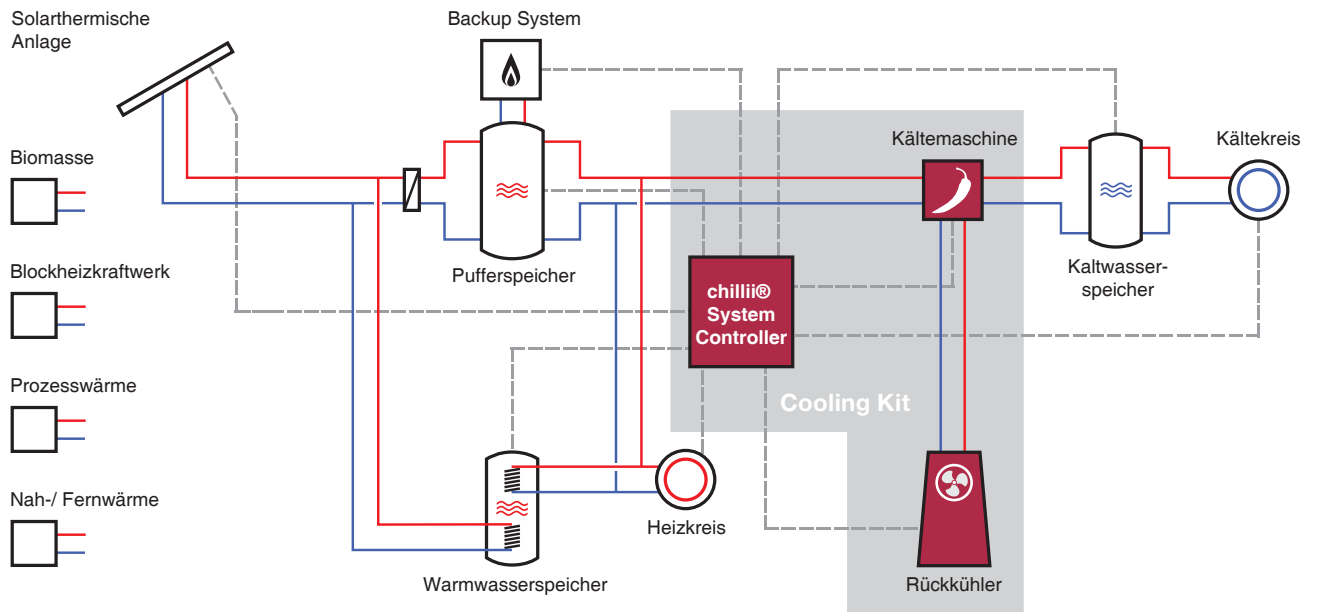 Solarthermische
Anlage
Backup System
Biomasse
Kältemaschine
Kältekreis
Blockheizkraftwerk
Pufferspeicher
Kaltwasser-
speicher
chillii®
System
Controller
Prozesswärme
Cooling Kit
Nah-/ Fernwärme
Heizkreis
Warmwasserspeicher
Rückkühler